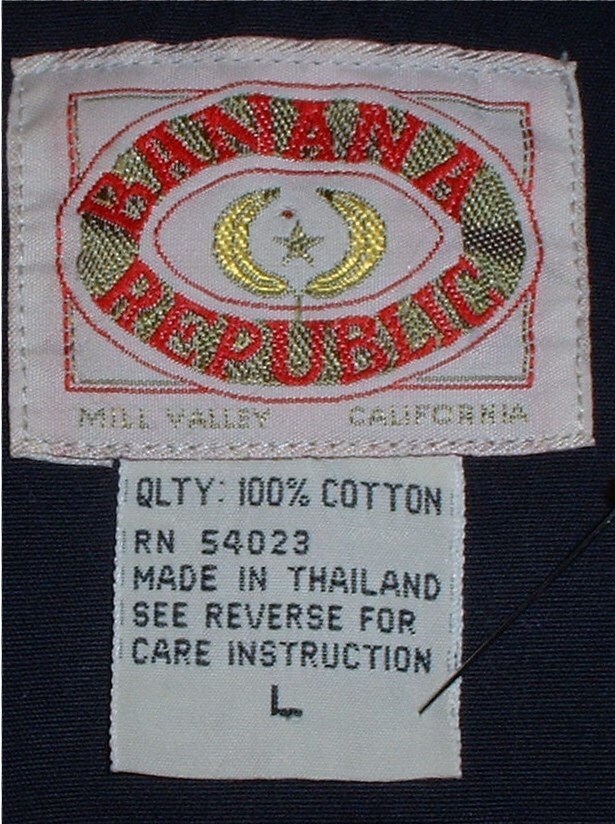 BANANA
REPUBLIC
MILL VALLEY CALIFORNIA
QLTY: 100% COTTON
RN 54023
MADE IN THAILAND
SEE REVERSE FOR
CARE INSTRUCTION
L